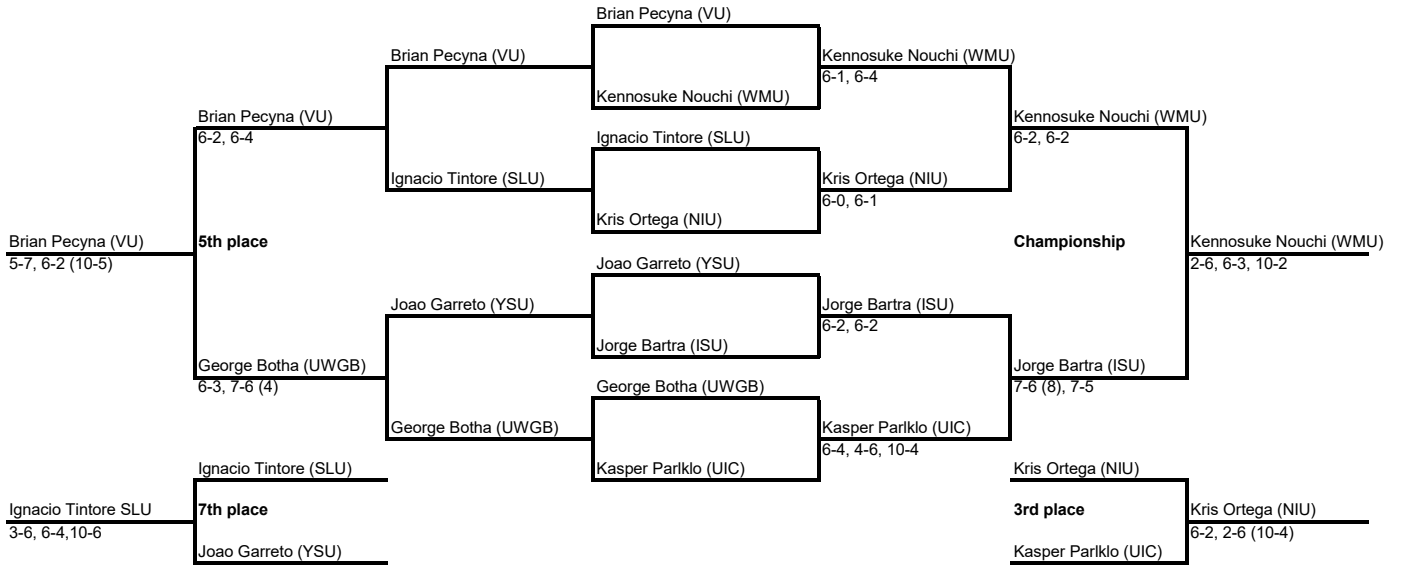 Brian Pecyna (VU)
Brian Pecyna (VU)
Kennosuke Nouchi (WMU)
6-1, 6-4
Kennosuke Nouchi (WMU)
Brian Pecyna (VU)
Kennosuke Nouchi (WMU)
6-2, 6-4
Ignacio Tintore (SLU)
6-2, 6-2
Ignacio Tintore (SLU)
Kris Ortega (NIU)
6-0, 6-1
Kris Ortega (NIU)
Brian Pecyna (VU)
5th place
Championship
Kennosuke Nouchi (WMU)
5-7, 6-2 (10-5)
Joao Garreto (YSU)
2-6, 6-3, 10-2
Joao Garreto (YSU)
Jorge Bartra (ISU)
6-2, 6-2
Jorge Bartra (ISU)
George Botha (UWGB)
Jorge Bartra (ISU)
6-3, 7-6 (4)
George Botha (UWGB)
7-6 (8), 7-5
George Botha (UWGB)
Kasper Parlklo (UIC)
6-4, 4-6, 10-4
Ignacio Tintore (SLU)
Kasper Parlklo (UIC)
Kris Ortega (NIU)
Ignacio Tintore SLU
7th place
3rd place
Kris Ortega (NIU)
3-6, 6-4,10-6
6-2, 2-6 (10-4)
Joao Garreto (YSU)
Kasper Parlklo (UIC)